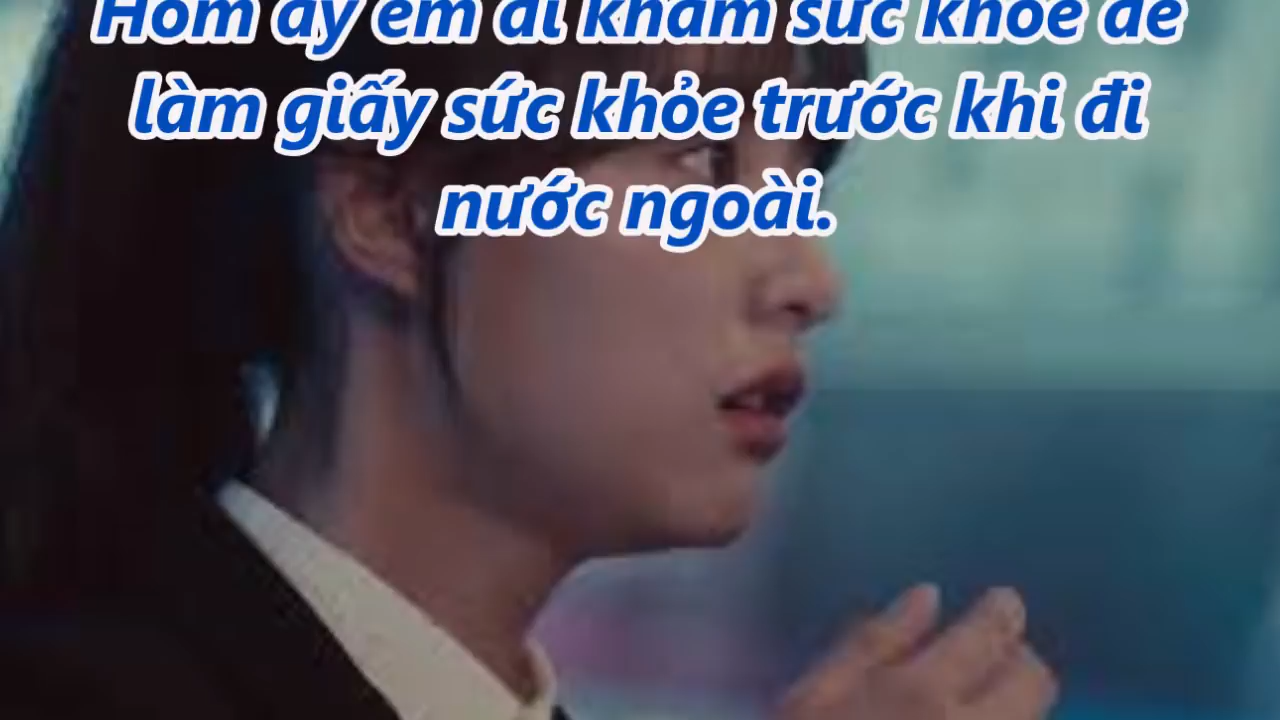 Hôm ấy em đi khám sức khỏe để
làm giấy sức khỏe trước khi đi
nước ngoài.